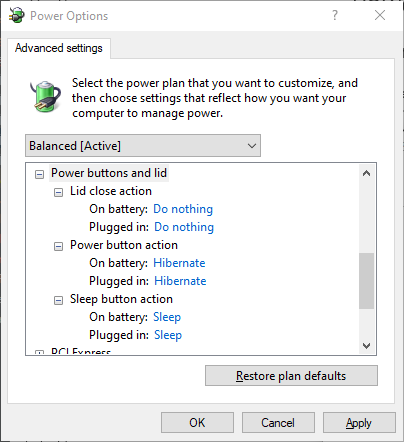 Power Options
Advanced settings
Select the power plan that you want to customize, and
then choose settings that reflect how you want your
computer to manage power.
Balanced [Active]
Power buttons and lid
Lid close action
On battery: Do nothing
Plugged in: Do nothing
Power button action
On battery: Hibernate
Plugged in: Hibernate
Sleep button action
On battery: Sleep
Plugged in: Sleep
PCI Express
Restore plan defaults
OK Cancel Apply